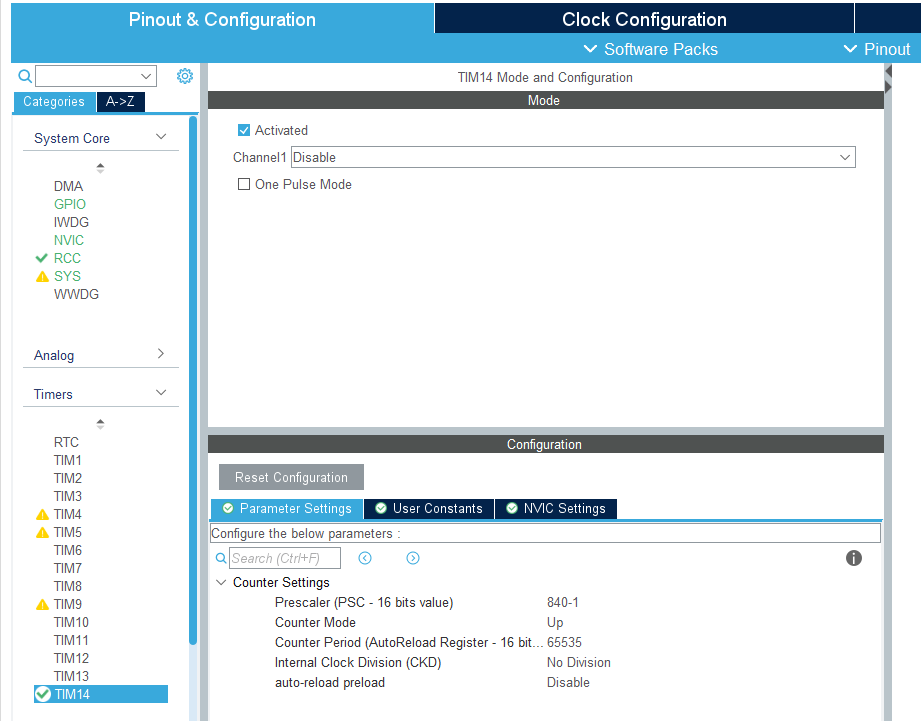 Pinout & Configuration
Clock Configuration
Software Packs
Pinout
Categories
A->Z
System Core
DMA
GPIO
IWDG
NVIC
RCC
SYS
WWDG
Analog
Timers
RTC
TIM1
TIM2
TIM3
TIM4
TIM5
TIM6
TIM7
TIM8
TIM9
TIM10
TIM11
TIM12
TIM13
TIM14
TIM14 Mode and Configuration
Mode
Activated
Channel1 Disable
One Pulse Mode
Configuration
Reset Configuration
Parameter Settings
User Constants
NVIC Settings
Configure the below parameters :
Search (Ctrl+F)
Counter Settings
Prescaler (PSC - 16 bits value) 840-1
Counter Mode Up
Counter Period (AutoReload Register - 16 bit... 65535
Internal Clock Division (CKD) No Division
auto-reload preload Disable